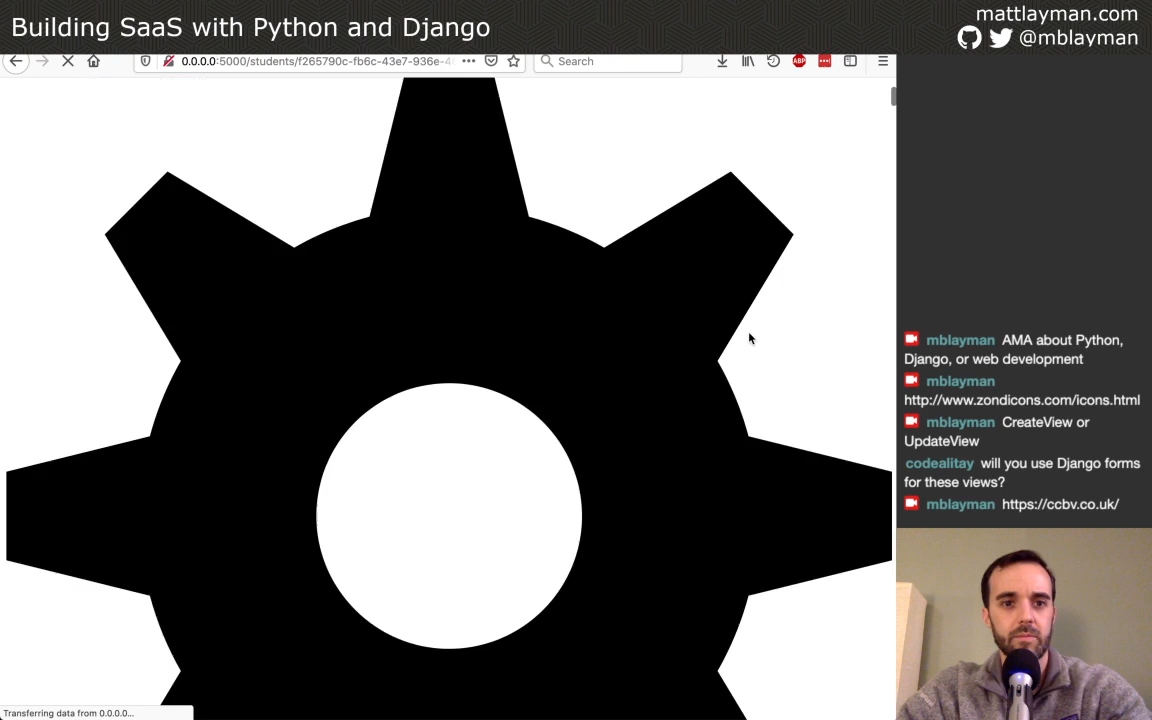 Building SaaS with Python and Django
mattlayman.com
@mblayman
0.0.0.0:5000/students/f265790c-fb6c-43e7-936e-4
Search
ABP
mblayman AMA about Python,
Django, or web development
mblayman
http://www.zondicons.com/icons.html
mblayman CreateView or
UpdateView
codealitay will you use Django forms
for these views?
mblayman https://ccbv.co.uk/
Transferring data from 0.0.0.0...